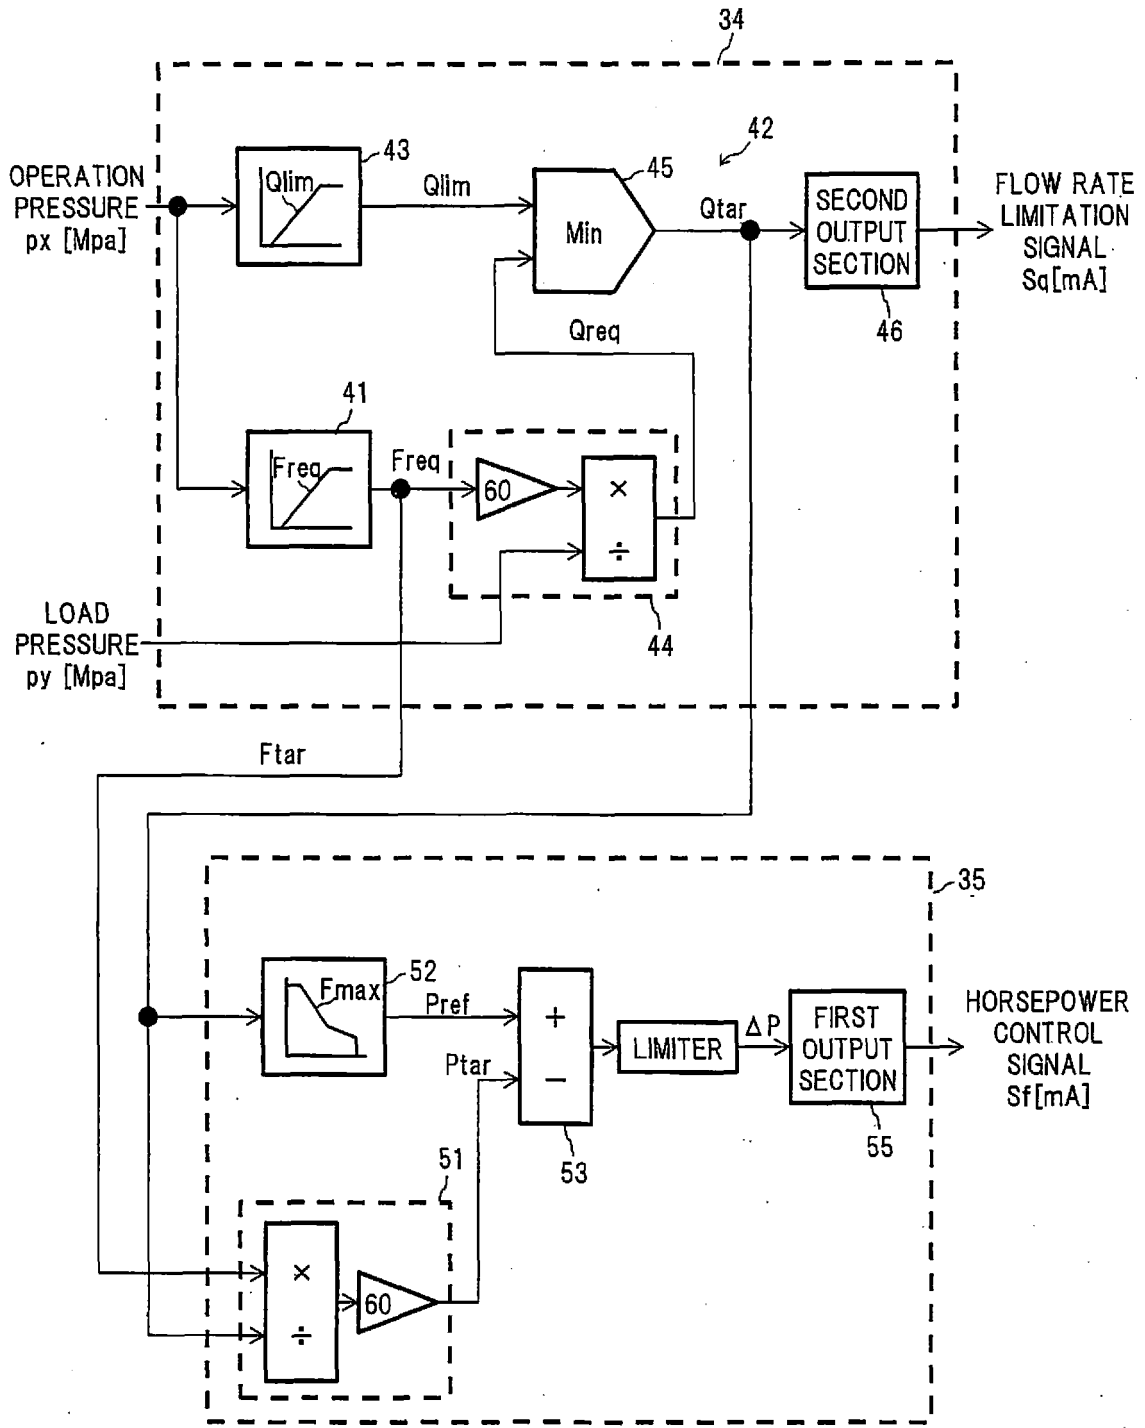 34
42
43
45
OPERATION
PRESSURE
px [Mpa]
Qlim
Qlim
Min
Qtar
SECOND
OUTPUT
SECTION
46
FLOW RATE
LIMITATION
SIGNAL
Sq[mA]
Qreq
41
Freq
Freq
60
×
÷
44
LOAD
PRESSURE
py [Mpa]
Ftar
35
52
Fmax
Pref
Ptar
+
−
53
LIMITER
ΔP
FIRST
OUTPUT
SECTION
55
HORSEPOWER
CONTROL
SIGNAL
Sf[mA]
51
×
÷
60